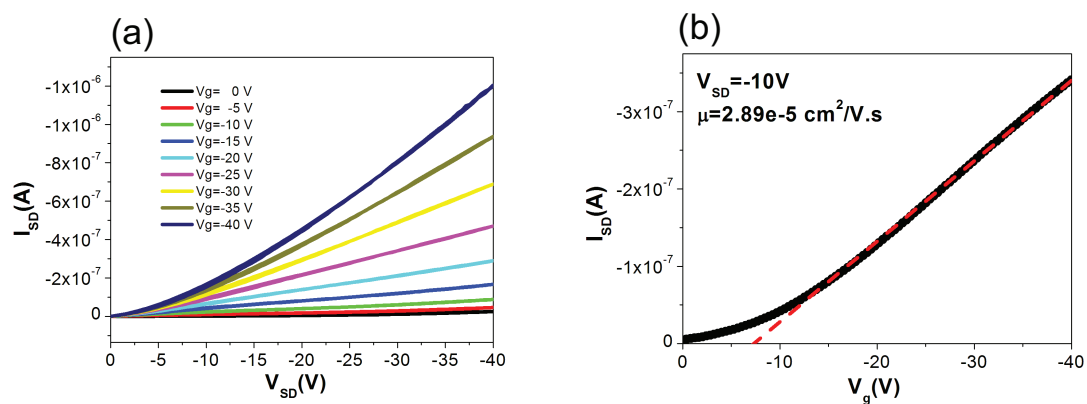 (a)
-1x10⁻⁶
-1x10⁻⁶
-8x10⁻⁷
-6x10⁻⁷
-4x10⁻⁷
-2x10⁻⁷
0
I_SD(A)
Vg= 0 V
Vg= -5 V
Vg=-10 V
Vg=-15 V
Vg=-20 V
Vg=-25 V
Vg=-30 V
Vg=-35 V
Vg=-40 V
0 -5 -10 -15 -20 -25 -30 -35 -40
V_SD(V)
(b)
V_SD=-10V
μ=2.89e-5 cm²/V.s
-3x10⁻⁷
-2x10⁻⁷
-1x10⁻⁷
0
I_SD(A)
0 -10 -20 -30 -40
V_g(V)